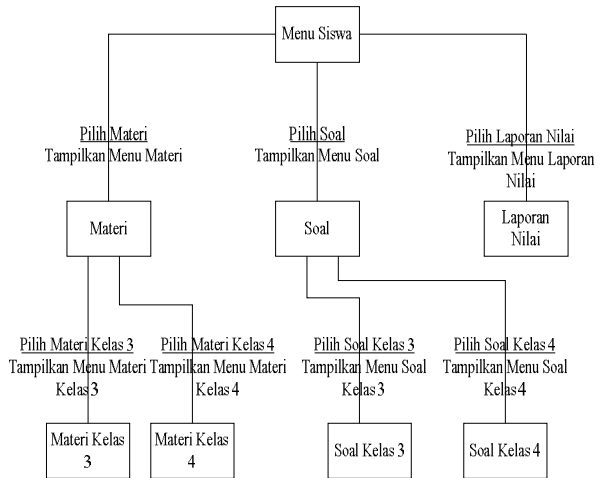 Menu Siswa
Pilih Materi
Tampilkan Menu Materi
Pilih Soal
Tampilkan Menu Soal
Pilih Laporan Nilai
Tampilkan Menu Laporan
Nilai
Materi
Soal
Laporan
Nilai
Pilih Materi Kelas 3
Tampilkan Menu Materi
Kelas 3
Pilih Materi Kelas 4
Tampilkan Menu Materi
Kelas 4
Pilih Soal Kelas 3
Tampilkan Menu Soal
Kelas 3
Pilih Soal Kelas 4
Tampilkan Menu Soal
Kelas 4
Materi Kelas
3
Materi Kelas
4
Soal Kelas 3
Soal Kelas 4